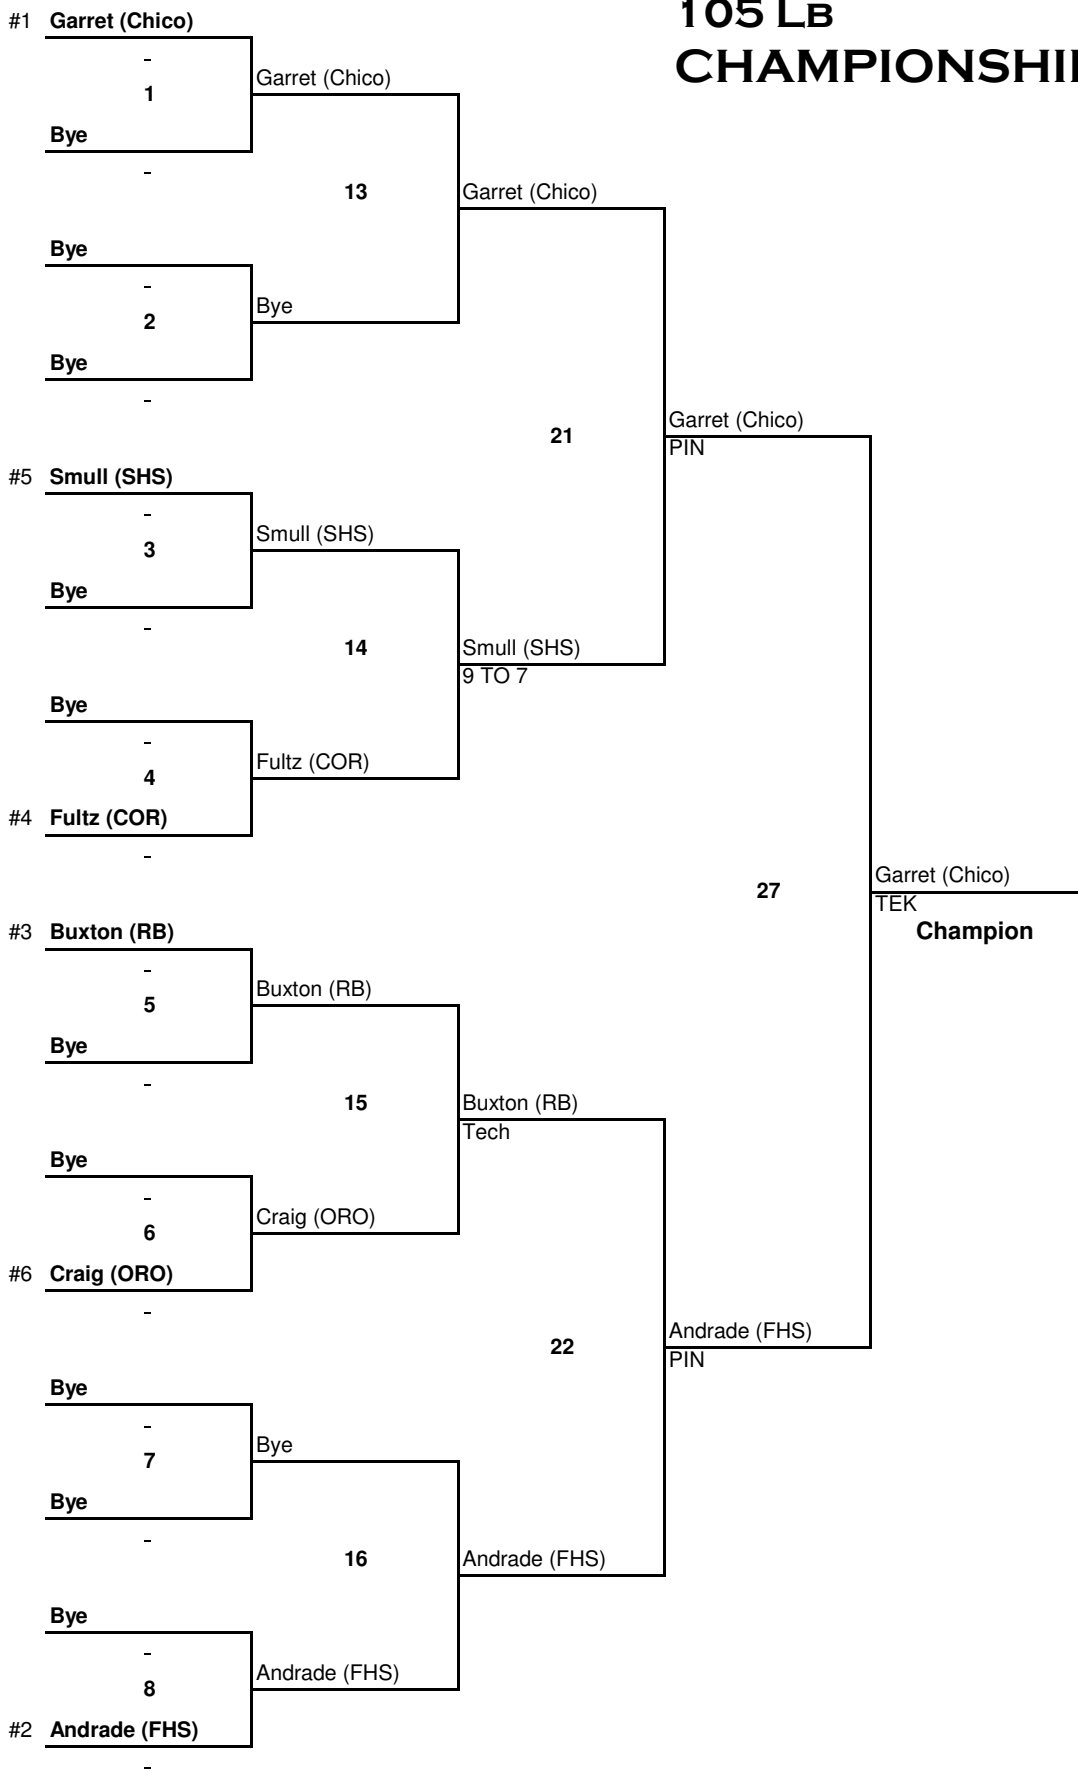 105 LB
CHAMPIONSHI
#1 Garret (Chico)
-
1
Garret (Chico)
Bye
-
13
Garret (Chico)
Bye
-
2
Bye
Bye
-
21
Garret (Chico)
PIN
#5 Smull (SHS)
-
3
Smull (SHS)
Bye
-
14
Smull (SHS)
9 TO 7
Bye
-
4
Fultz (COR)
#4 Fultz (COR)
-
27
Garret (Chico)
TEK
Champion
#3 Buxton (RB)
-
5
Buxton (RB)
Bye
-
15
Buxton (RB)
Tech
Bye
-
6
Craig (ORO)
#6 Craig (ORO)
-
22
Andrade (FHS)
PIN
Bye
-
7
Bye
Bye
-
16
Andrade (FHS)
Bye
-
8
Andrade (FHS)
#2 Andrade (FHS)
-